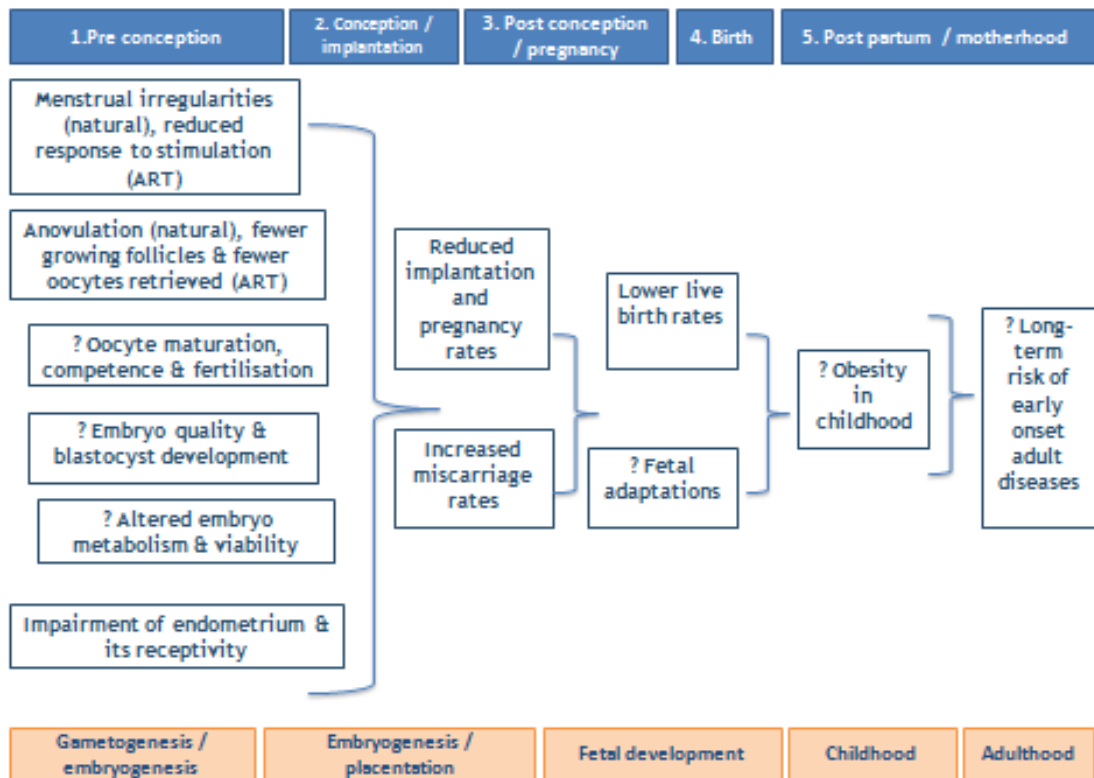 1.Pre conception
2. Conception /
implantation
3. Post conception
/ pregnancy
4. Birth
5. Post partum / motherhood
Menstrual irregularities
(natural), reduced
response to stimulation
(ART)
Anovulation (natural), fewer
growing follicles & fewer
oocytes retrieved (ART)
? Oocyte maturation,
competence & fertilisation
? Embryo quality &
blastocyst development
? Altered embryo
metabolism & viability
Impairment of endometrium &
its receptivity
Reduced
implantation
and
pregnancy
rates
Increased
miscarriage
rates
Lower live
birth rates
? Fetal
adaptations
? Obesity
in
childhood
? Long-
term
risk of
early
onset
adult
diseases
Gametogenesis /
embryogenesis
Embryogenesis /
placentation
Fetal development
Childhood
Adulthood